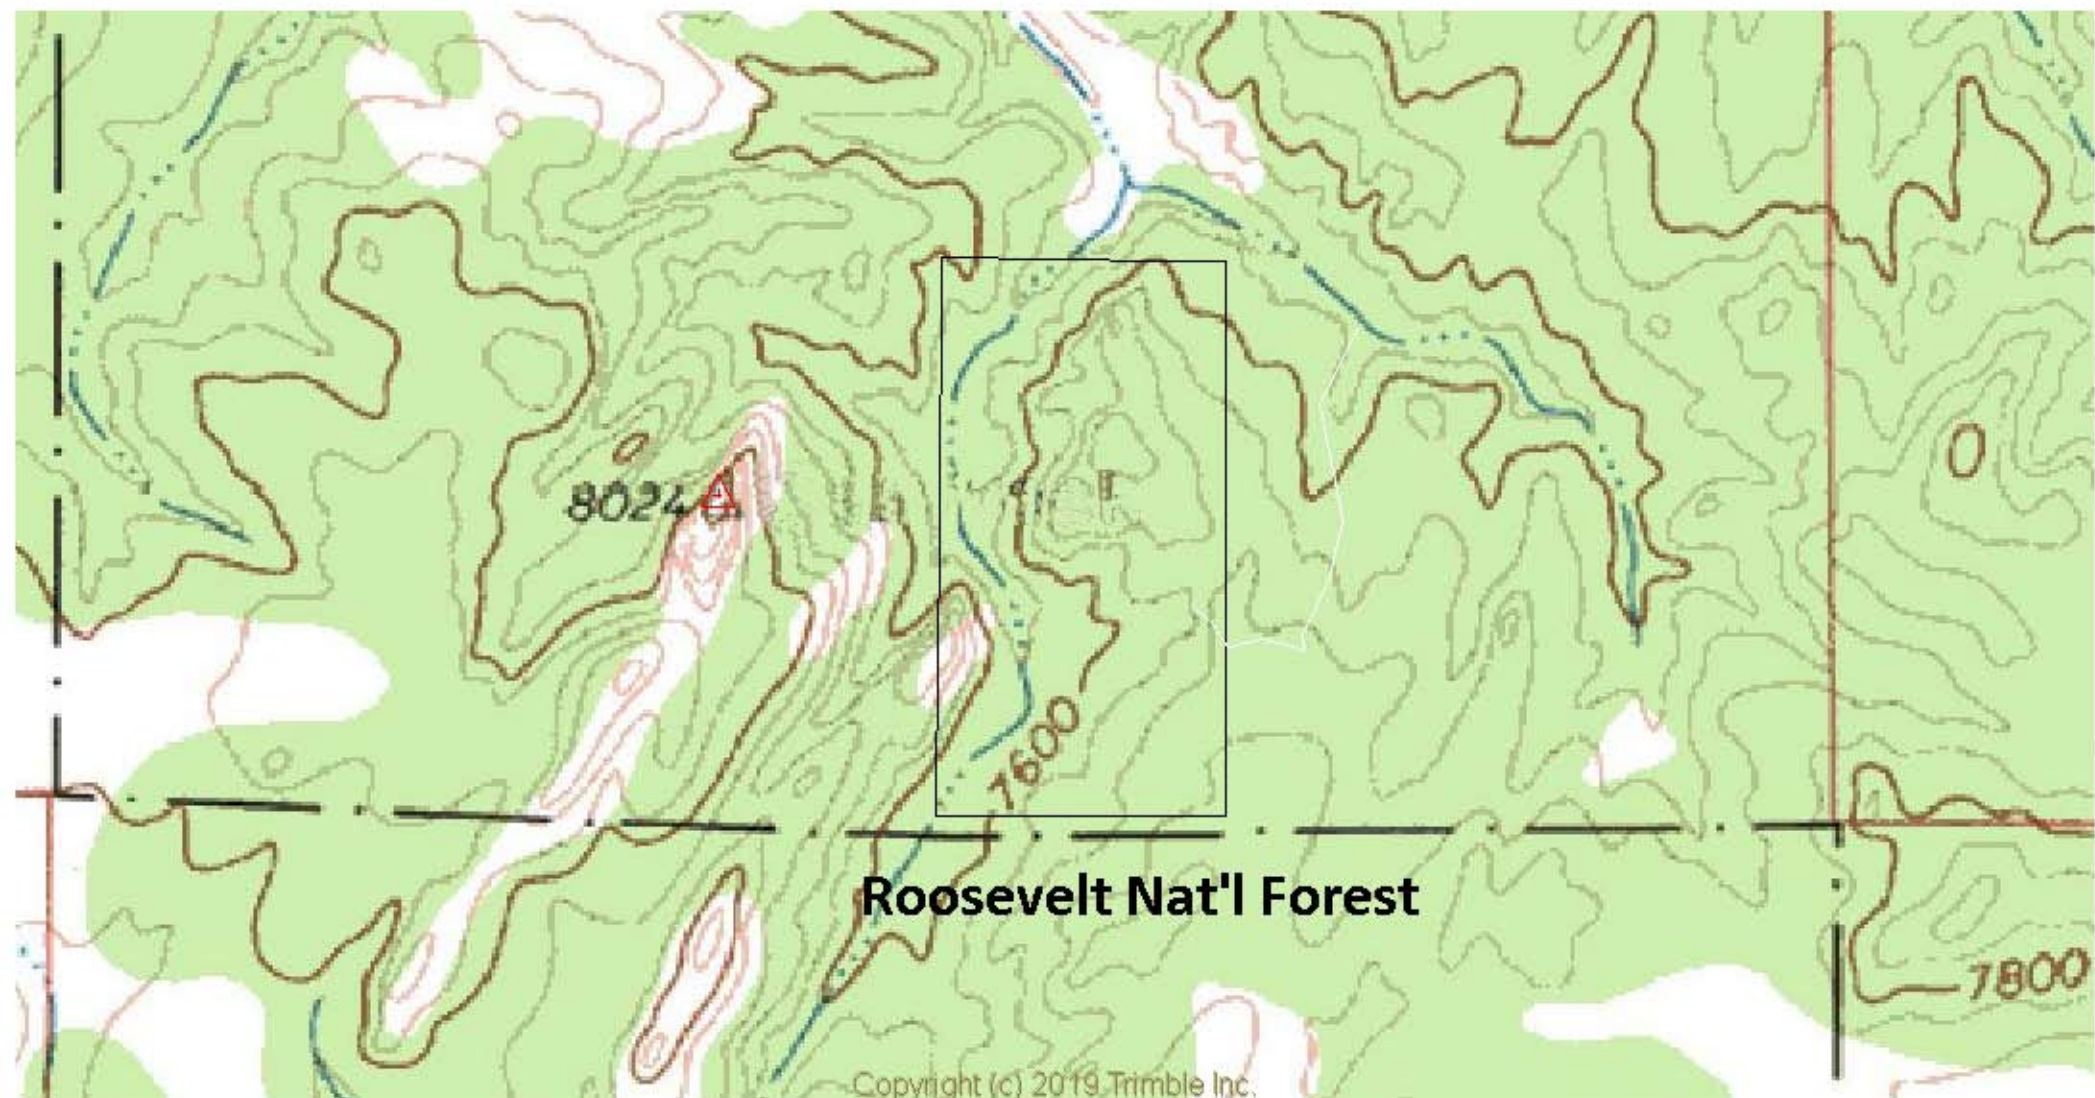 8024
7600
Roosevelt Nat'l Forest
7800
Copyright (c) 2019 Trimble Inc.